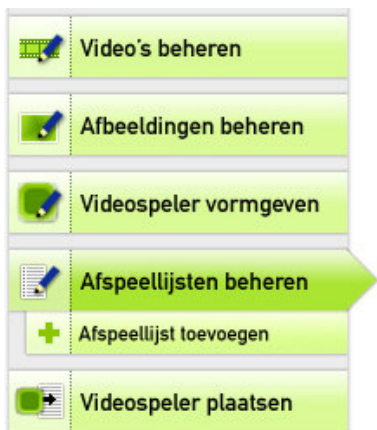 Video's beheren
Afbeeldingen beheren
Videospeler vormgeven
Afspeellijsten beheren
Afspeellijst toevoegen
Videospeler plaatsen